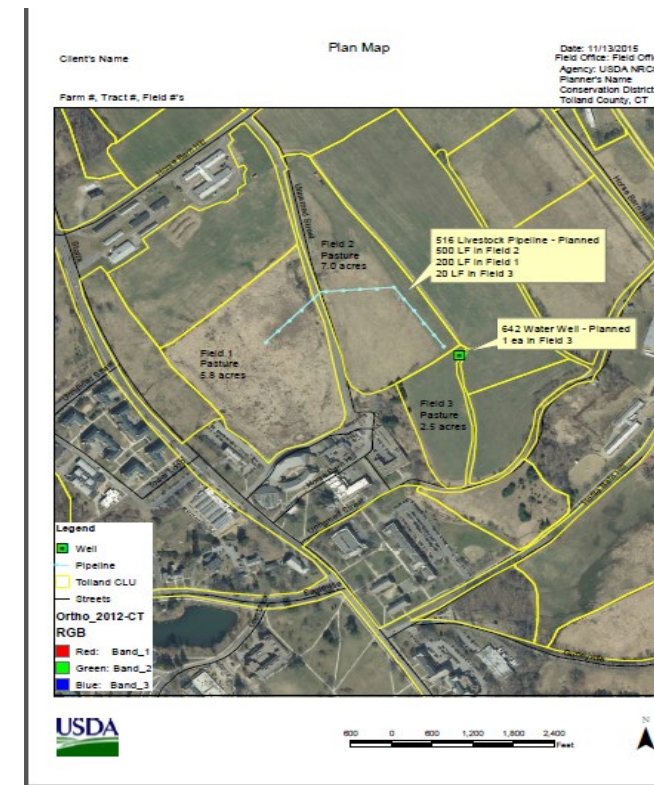 Plan Map
Client's Name
Farm #, Tract #, Field #'s
Date: 11/13/2015
Field Office: Field Offi
Agency: USDA NRC
Planner's Name
Conservation District
Tolland County, CT
Field 2
Pasture
7.0 acres
516 Livestock Pipeline - Planned
500 LF in Field 2
200 LF in Field 1
20 LF in Field 3
642 Water Well - Planned
1 ea in Field 3
Field 1
Pasture
5.8 acres
Field 3
Pasture
2.5 acres
Legend
Well
Pipeline
Tolland CLU
Streets
Ortho_2012-CT
RGB
Red: Band_1
Green: Band_2
Blue: Band_3
USDA
600 0 600 1,200 1,800 2,400
Feet
N